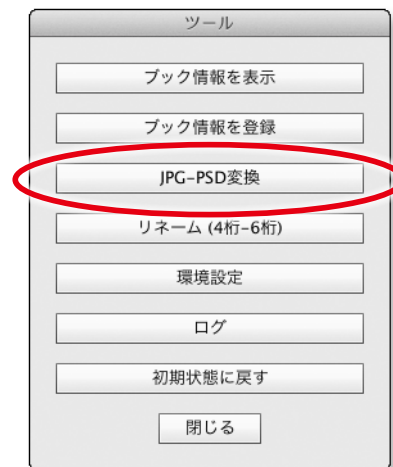 ツール
ブック情報を表示
ブック情報を登録
JPG-PSD変換
リネーム (4桁-6桁)
環境設定
ログ
初期状態に戻す
閉じる